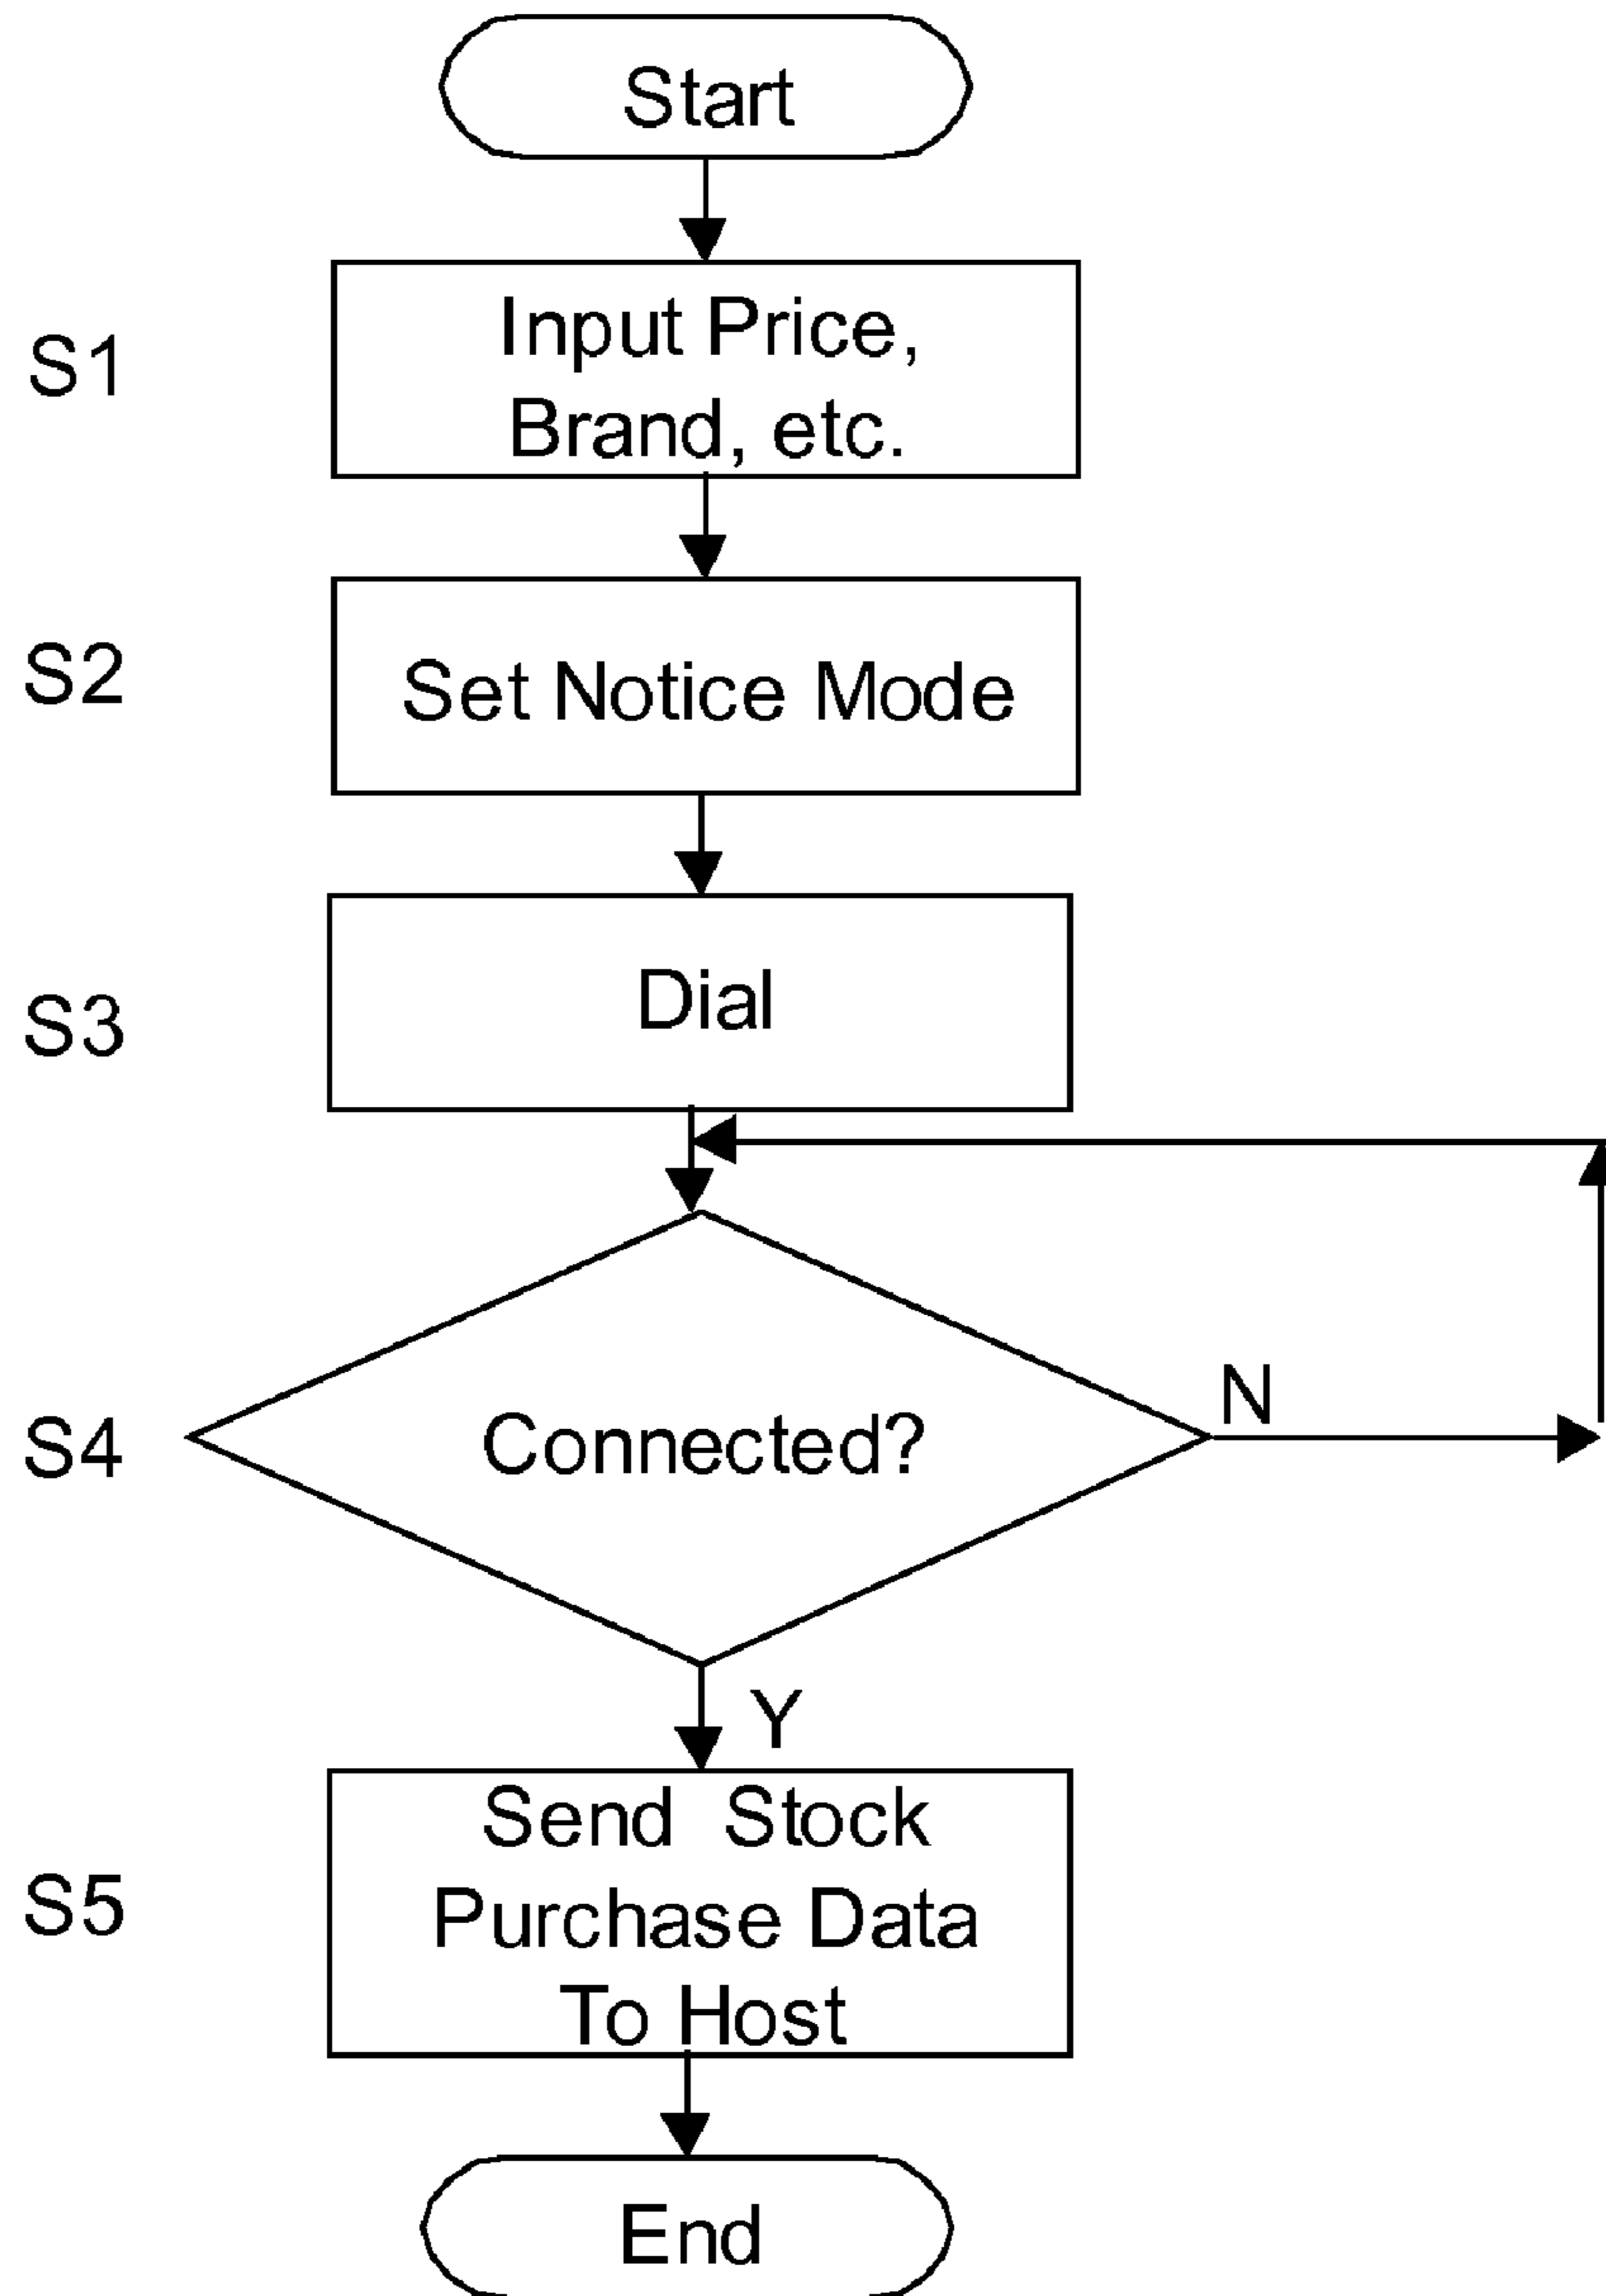 Start
S1
Input Price,
Brand, etc.
S2
Set Notice Mode
S3
Dial
S4
Connected?
N
Y
S5
Send Stock
Purchase Data
To Host
End